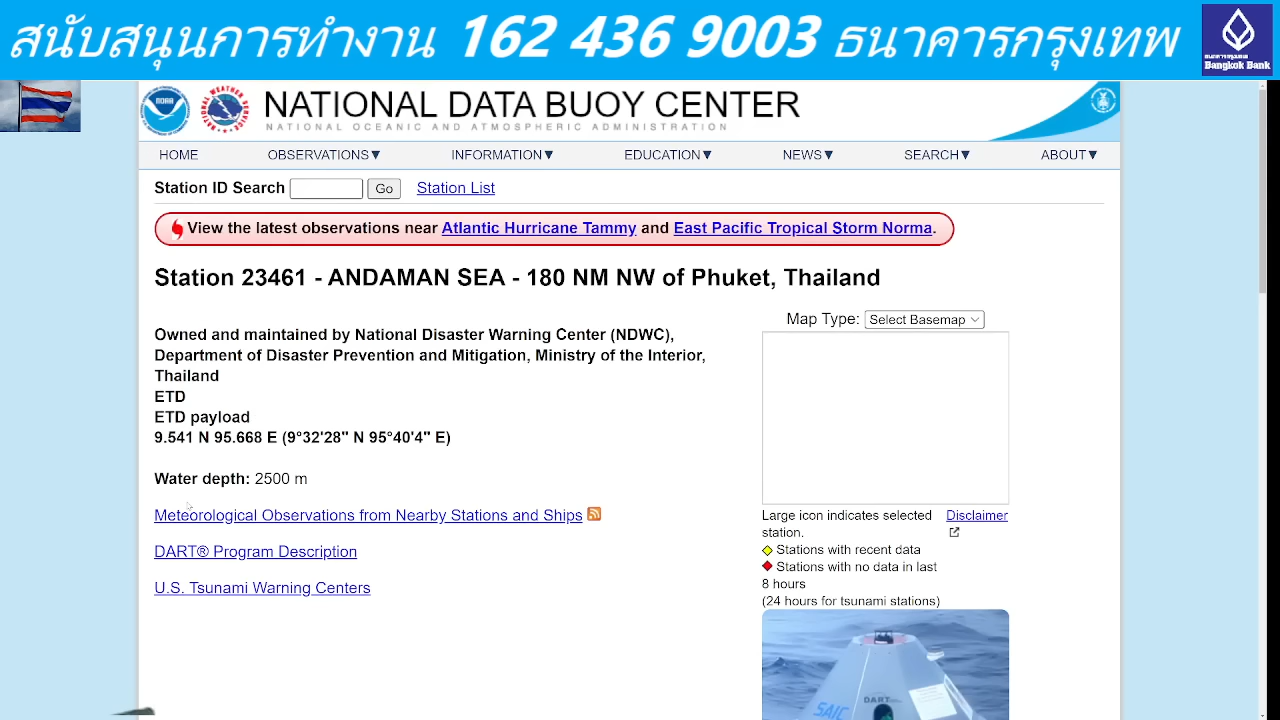 สนับสนุนการทำงาน 162 436 9003 ธนาคารกรุงเทพ
Bangkok Bank
NATIONAL DATA BUOY CENTER
NATIONAL OCEANIC AND ATMOSPHERIC ADMINISTRATION
HOME OBSERVATIONS▼ INFORMATION▼ EDUCATION▼ NEWS▼ SEARCH▼ ABOUT▼
Station ID Search Go Station List
View the latest observations near Atlantic Hurricane Tammy and East Pacific Tropical Storm Norma.
Station 23461 - ANDAMAN SEA - 180 NM NW of Phuket, Thailand
Map Type: Select Basemap
Owned and maintained by National Disaster Warning Center (NDWC),
Department of Disaster Prevention and Mitigation, Ministry of the Interior,
Thailand
ETD
ETD payload
9.541 N 95.668 E (9°32'28" N 95°40'4" E)
Water depth: 2500 m
Meteorological Observations from Nearby Stations and Ships
DART® Program Description
U.S. Tsunami Warning Centers
Large icon indicates selected
station.
Disclaimer
Stations with recent data
Stations with no data in last
8 hours
(24 hours for tsunami stations)
DART
SAIC